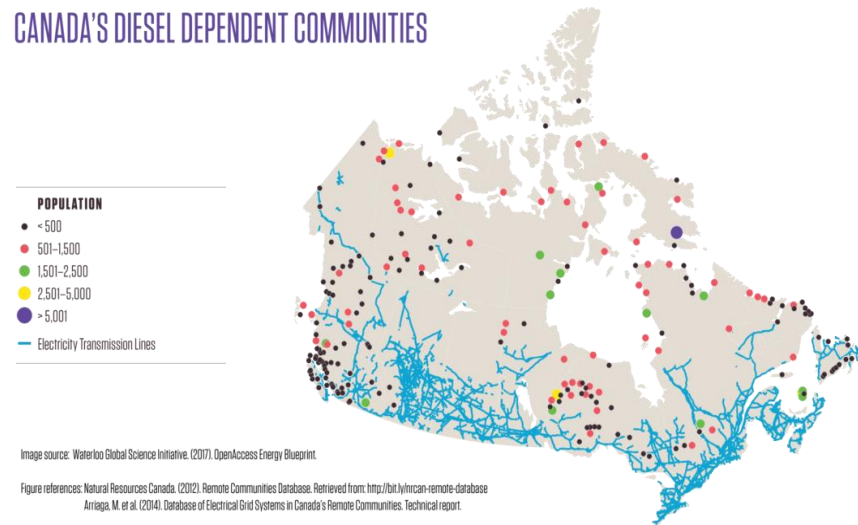 CANADA'S DIESEL DEPENDENT COMMUNITIES
POPULATION
< 500
501–1,500
1,501–2,500
2,501–5,000
> 5,001
Electricity Transmission Lines
Image source: Waterloo Global Science Initiative. (2017). OpenAccess Energy Blueprint.
Figure references: Natural Resources Canada. (2012). Remote Communities Database. Retrieved from: http://bit.ly/nrcan-remote-database
Arriaga, M. et al. (2014). Database of Electrical Grid Systems in Canada's Remote Communities. Technical report.